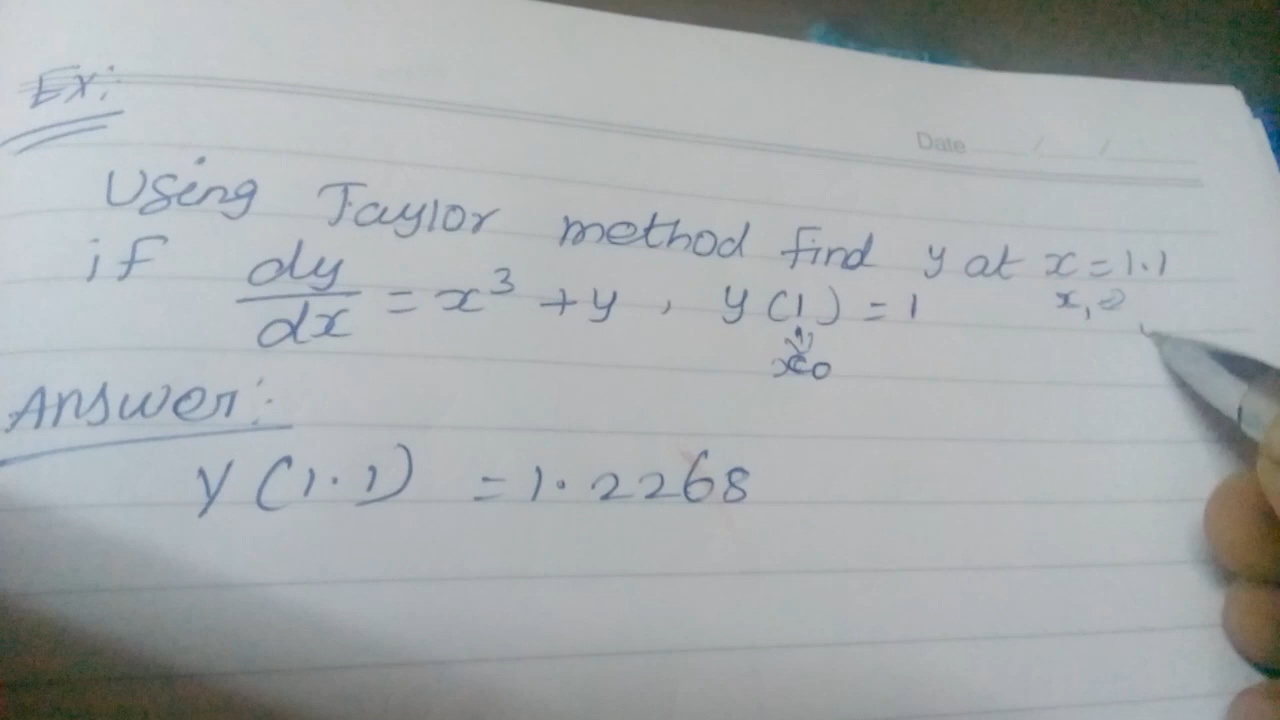 Ex:
Date / /
Using Taylor method find y at x = 1.1
if dy/dx = x³ + y , y(1) = 1
x₁ =
x₀
Answer:
y(1.1) = 1.2268